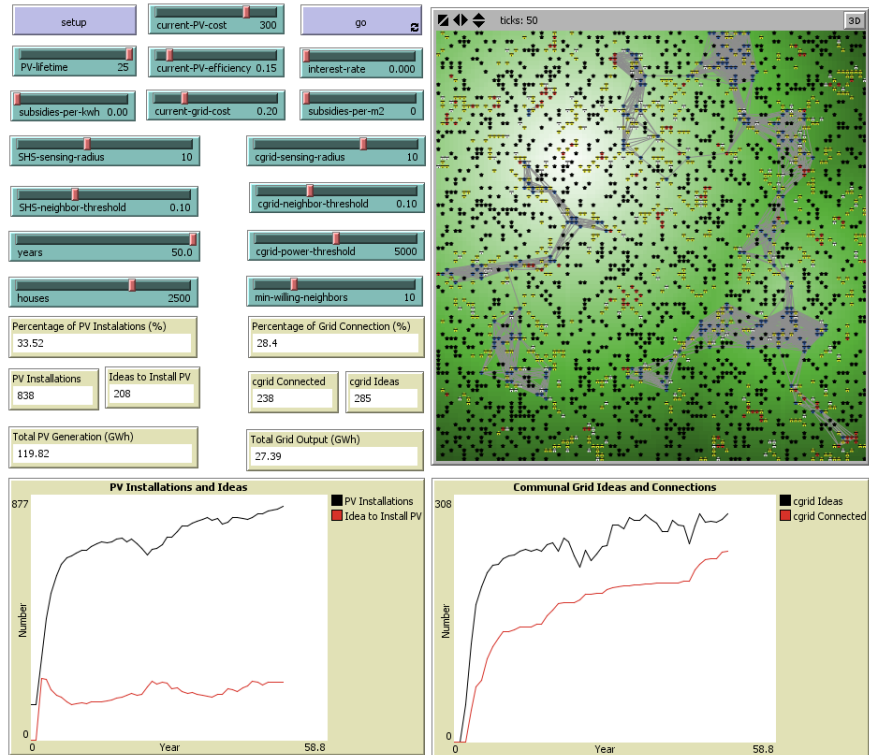 setup
current-PV-cost 300
go
ticks: 50
3D
PV-lifetime 25
current-PV-efficiency 0.15
interest-rate 0.000
subsidies-per-kwh 0.00
current-grid-cost 0.20
subsidies-per-m2 0
SHS-sensing-radius 10
cgrid-sensing-radius 10
SHS-neighbor-threshold 0.10
cgrid-neighbor-threshold 0.10
years 50.0
cgrid-power-threshold 5000
houses 2500
min-willing-neighbors 10
Percentage of PV Instalations (%)
33.52
Percentage of Grid Connection (%)
28.4
PV Installations
838
Ideas to Install PV
208
cgrid Connected
238
cgrid Ideas
285
Total PV Generation (GWh)
119.82
Total Grid Output (GWh)
27.39
PV Installations and Ideas
877
Number
0
0
Year
58.8
PV Installations
Idea to Install PV
Communal Grid Ideas and Connections
308
Number
0
0
Year
58.8
cgrid Ideas
cgrid Connected